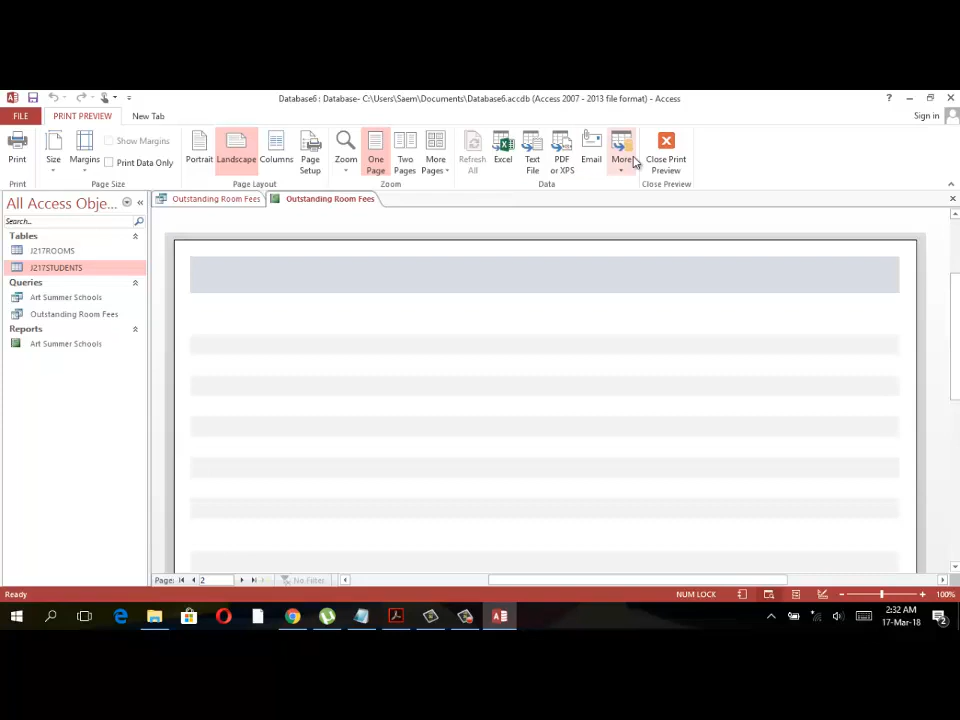 Database6 : Database- C:\Users\Saem\Documents\Database6.accdb (Access 2007 - 2013 file format) - Access
?
FILE PRINT PREVIEW New Tab Sign in
Print Size Margins Show Margins Print Data Only Portrait Landscape Columns Page Setup Zoom One Page Two Pages More Pages Refresh All Excel Text File PDF or XPS Email More Close Print Preview
Print Page Size Page Layout Zoom Data Close Preview
All Access Obje... Outstanding Room Fees Outstanding Room Fees
Search...
Tables
J217ROOMS
J217STUDENTS
Queries
Art Summer Schools
Outstanding Room Fees
Reports
Art Summer Schools
Page: 2 No Filter
Ready NUM LOCK 100%
2:32 AM
17-Mar-18
2